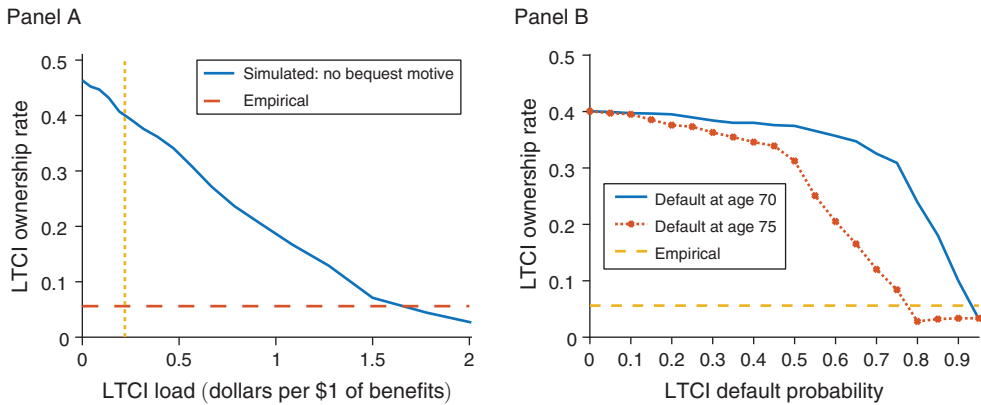 Panel A
0.5
0.4
0.3
0.2
0.1
0
LTCI ownership rate
Simulated: no bequest motive
Empirical
0
0.5
1
1.5
2
LTCI load (dollars per $1 of benefits)
Panel B
0.5
0.4
0.3
0.2
0.1
0
LTCI ownership rate
Default at age 70
Default at age 75
Empirical
0
0.1
0.2
0.3
0.4
0.5
0.6
0.7
0.8
0.9
LTCI default probability